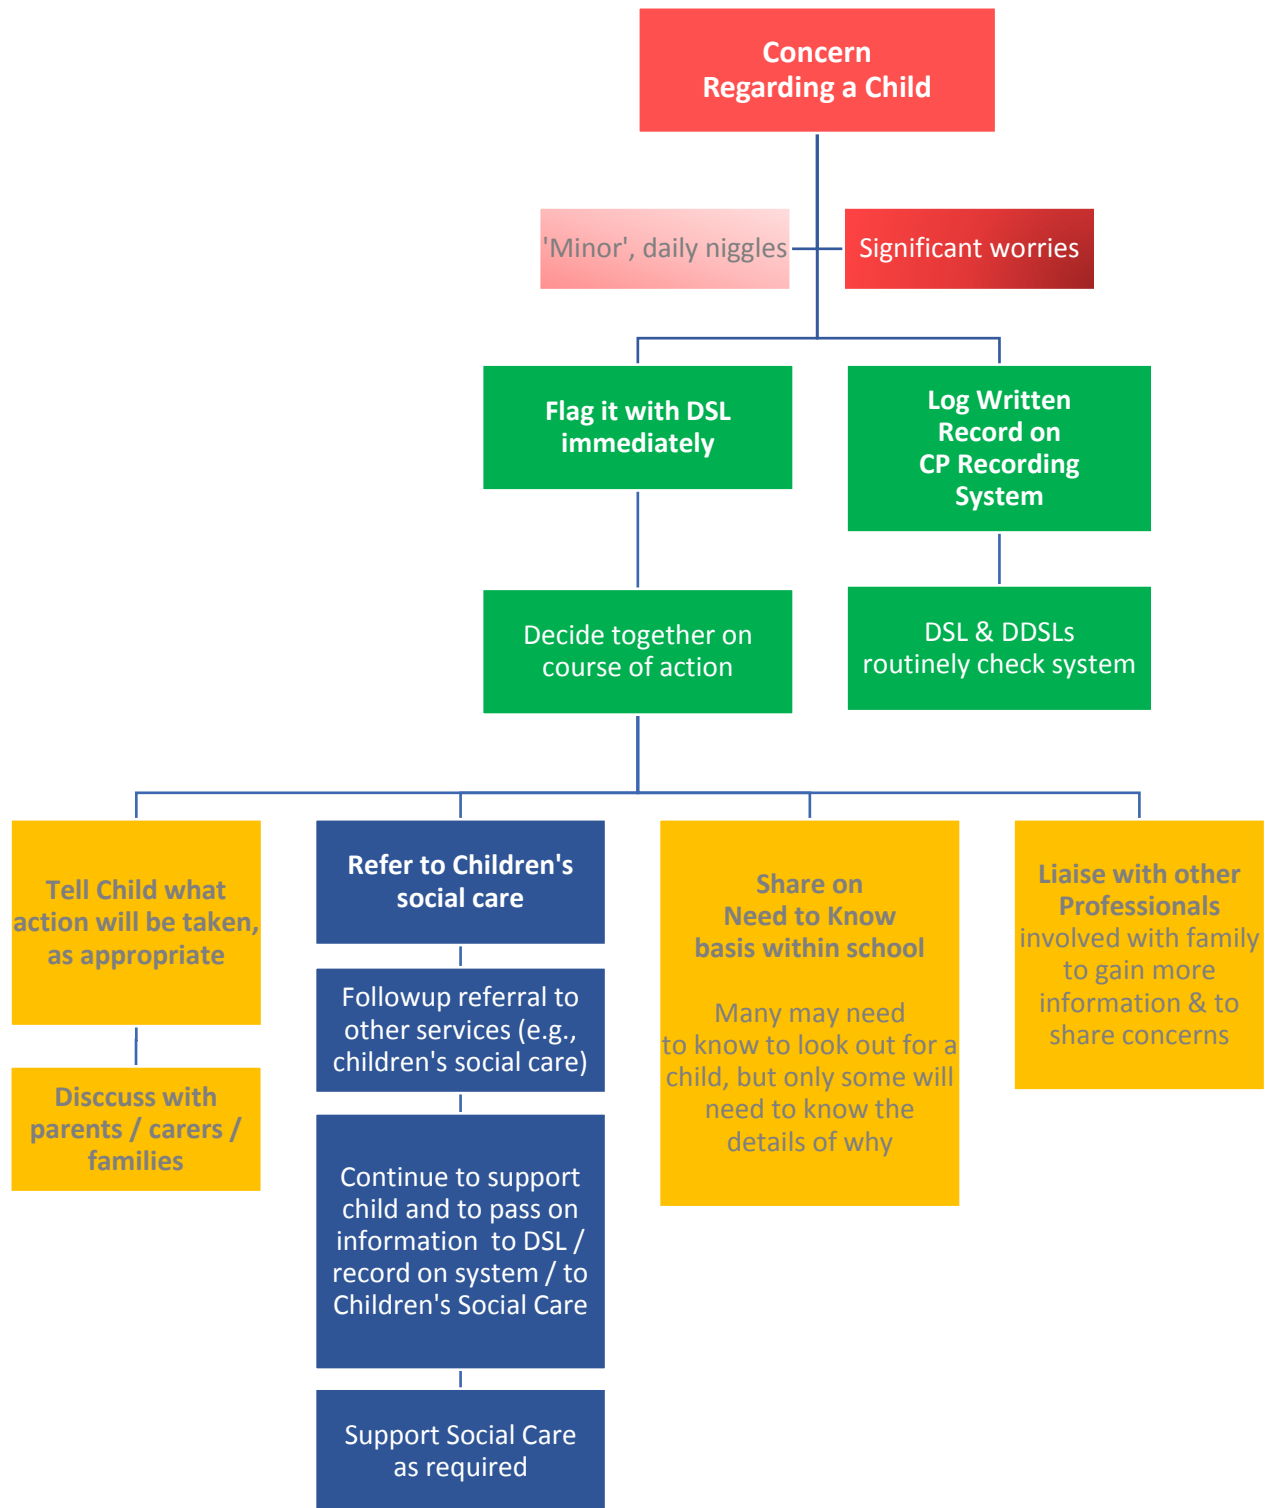 Concern
Regarding a Child
'Minor', daily niggles
Significant worries
Flag it with DSL
immediately
Log Written
Record on
CP Recording
System
Decide together on
course of action
DSL & DDSLs
routinely check system
Tell Child what
action will be taken,
as appropriate
Disccuss with
parents / carers /
families
Refer to Children's
social care
Followup referral to
other services (e.g.,
children's social care)
Continue to support
child and to pass on
information to DSL /
record on system / to
Children's Social Care
Support Social Care
as required
Share on
Need to Know
basis within school
Many may need
to know to look out for a
child, but only some will
need to know the
details of why
Liaise with other
Professionals
involved with family
to gain more
information & to
share concerns